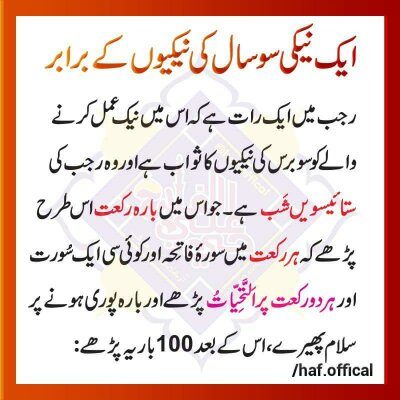 ایک نیکی سو سال کی نیکیوں کے برابر
رجب میں ایک رات ہے کہ اس میں نیک عمل کرنے
والے کو سو برس کی نیکیوں کا ثواب ہے اور وہ رجب کی
ستائیسویں شَب ہے۔ جو اس میں بارہ رکعت اس طرح
پڑھے کہ ہر رکعت میں سورۂ فاتحہ اور کوئی سی ایک سُورت
اور ہر دو رکعت پر اَلتَّحِیَّاتُ پڑھے اور بارہ پوری ہونے پر
سلام پھیرے، اس کے بعد 100 بار یہ پڑھے:
/haf.offical